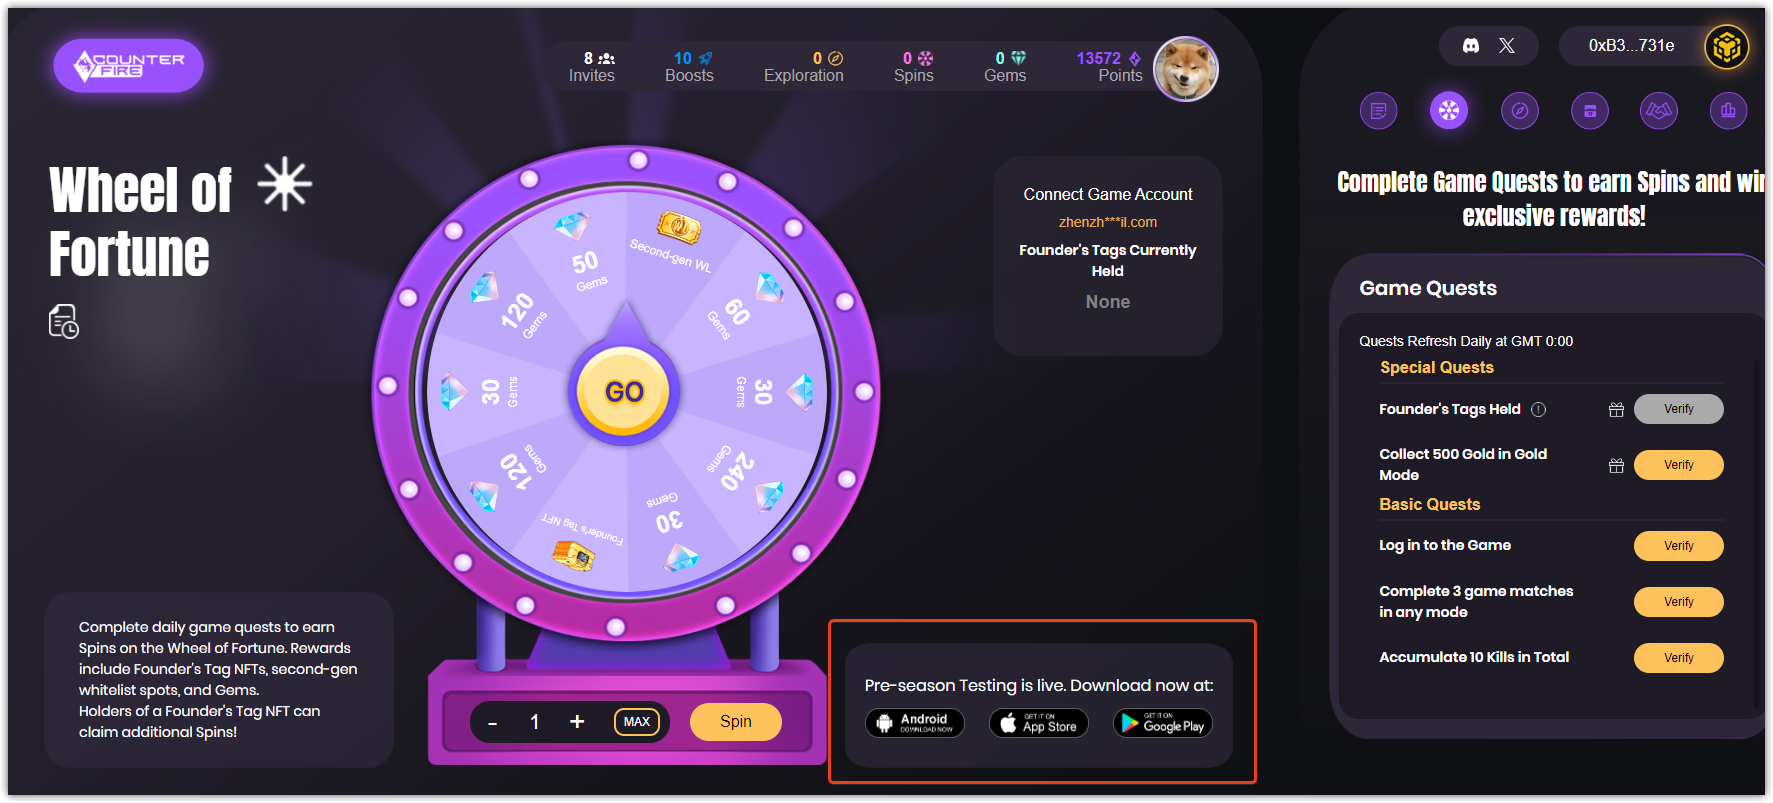 COUNTER
FIRE
8
Invites
10
Boosts
0
Exploration
0
Spins
0
Gems
13572
Points
0xB3...731e
Wheel of
Fortune
Second-gen WL
60
Gems
30
Gems
240
Gems
30
Gems
Founder's Tag NFT
120
Gems
30
Gems
120
Gems
50
Gems
GO
Connect Game Account
zhenzh***il.com
Founder's Tags Currently
Held
None
Complete daily game quests to earn
Spins on the Wheel of Fortune. Rewards
include Founder's Tag NFTs, second-gen
whitelist spots, and Gems.
Holders of a Founder's Tag NFT can
claim additional Spins!
- 1 + MAX Spin
Pre-season Testing is live. Download now at:
Android
DOWNLOAD NOW
GET IT ON
App Store
GET IT ON
Google Play
Complete Game Quests to earn Spins and win
exclusive rewards!
Game Quests
Quests Refresh Daily at GMT 0:00
Special Quests
Founder's Tags Held Verify
Collect 500 Gold in Gold
Mode
Verify
Basic Quests
Log in to the Game Verify
Complete 3 game matches
in any mode
Verify
Accumulate 10 Kills in Total Verify